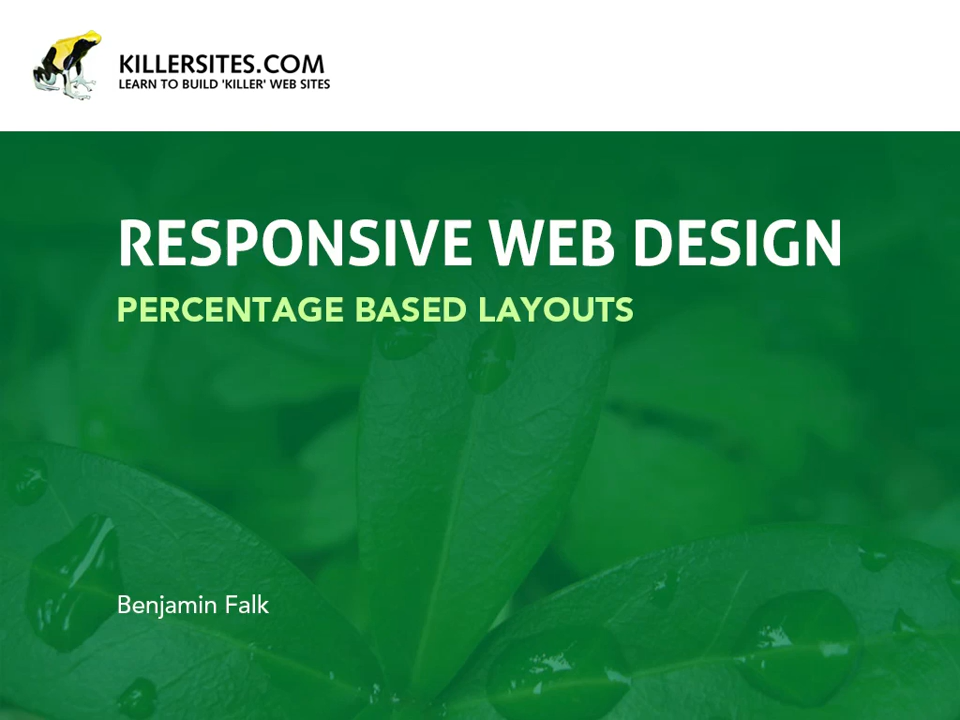 KILLERSITES.COM
LEARN TO BUILD 'KILLER' WEB SITES
RESPONSIVE WEB DESIGN
PERCENTAGE BASED LAYOUTS
Benjamin Falk